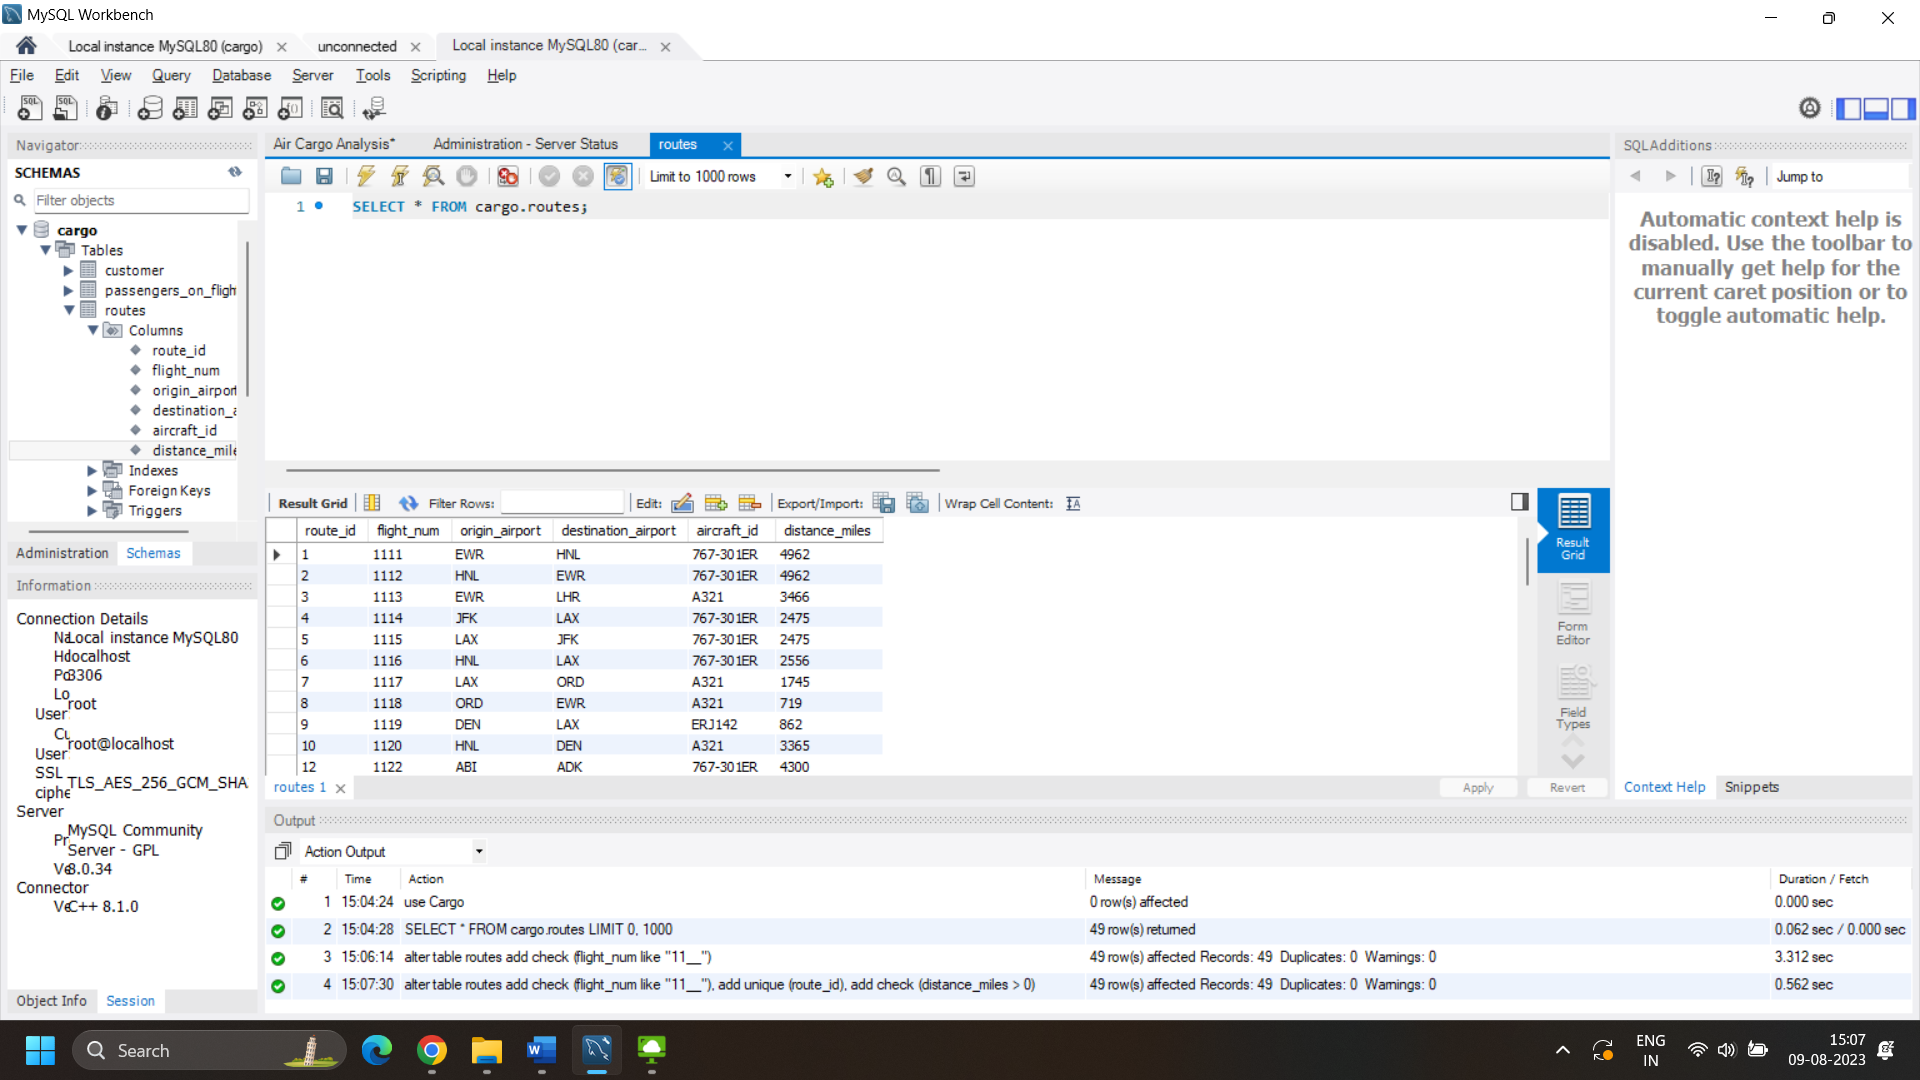 MySQL Workbench
Local instance MySQL80 (cargo)
unconnected
Local instance MySQL80 (car...
File Edit View Query Database Server Tools Scripting Help
Navigator
SCHEMAS
Filter objects
cargo
Tables
customer
passengers_on_fligh
routes
Columns
route_id
flight_num
origin_airport
destination_a
aircraft_id
distance_mile
Indexes
Foreign Keys
Triggers
Administration Schemas
Information
Connection Details
Local instance MySQL80
3306
Lo
root
User
root@localhost
User
SSL
TLS_AES_256_GCM_SHA
ciphe
Server
MySQL Community
Pr
Server - GPL
8.0.34
Connector
C++ 8.1.0
Object Info Session
Air Cargo Analysis* Administration - Server Status routes
Limit to 1000 rows
1 SELECT * FROM cargo.routes;
Result Grid Filter Rows: Edit: Export/Import: Wrap Cell Content:
route_id flight_num origin_airport destination_airport aircraft_id distance_miles
1 1111 EWR HNL 767-301ER 4962
2 1112 HNL EWR 767-301ER 4962
3 1113 EWR LHR A321 3466
4 1114 JFK LAX 767-301ER 2475
5 1115 LAX JFK 767-301ER 2475
6 1116 HNL LAX 767-301ER 2556
7 1117 LAX ORD A321 1745
8 1118 ORD EWR A321 719
9 1119 DEN LAX ERJ142 862
10 1120 HNL DEN A321 3365
12 1122 ABI ADK 767-301ER 4300
Result
Grid
Form
Editor
Field
Types
routes 1
Apply Revert
SQLAdditions
Jump to
Automatic context help is
disabled. Use the toolbar to
manually get help for the
current caret position or to
toggle automatic help.
Context Help Snippets
Output
Action Output
# Time Action Message Duration / Fetch
1 15:04:24 use Cargo 0 row(s) affected 0.000 sec
2 15:04:28 SELECT * FROM cargo.routes LIMIT 0, 1000 49 row(s) returned 0.062 sec / 0.000 sec
3 15:06:14 alter table routes add check (flight_num like "11__") 49 row(s) affected Records: 49 Duplicates: 0 Warnings: 0 3.312 sec
4 15:07:30 alter table routes add check (flight_num like "11__"), add unique (route_id), add check (distance_miles > 0) 49 row(s) affected Records: 49 Duplicates: 0 Warnings: 0 0.562 sec
Search
ENG
IN
15:07
09-08-2023